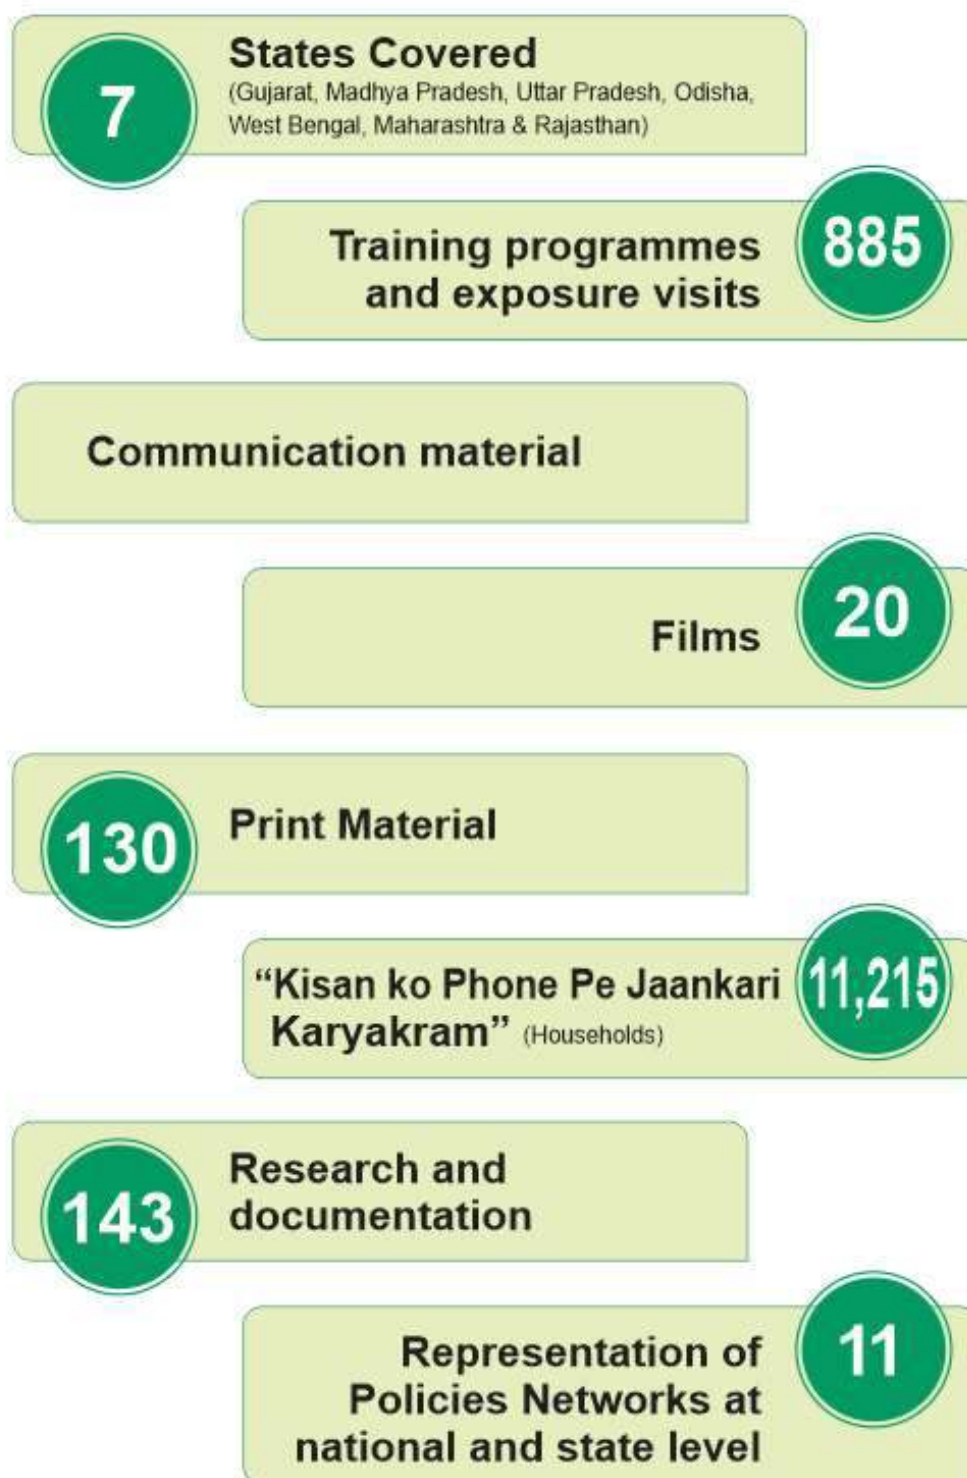 7
States Covered
(Gujarat, Madhya Pradesh, Uttar Pradesh, Odisha,
West Bengal, Maharashtra & Rajasthan)
Training programmes
and exposure visits
885
Communication material
Films
20
130
Print Material
“Kisan ko Phone Pe Jaankari
Karyakram” (Households)
11,215
143
Research and
documentation
Representation of
Policies Networks at
national and state level
11